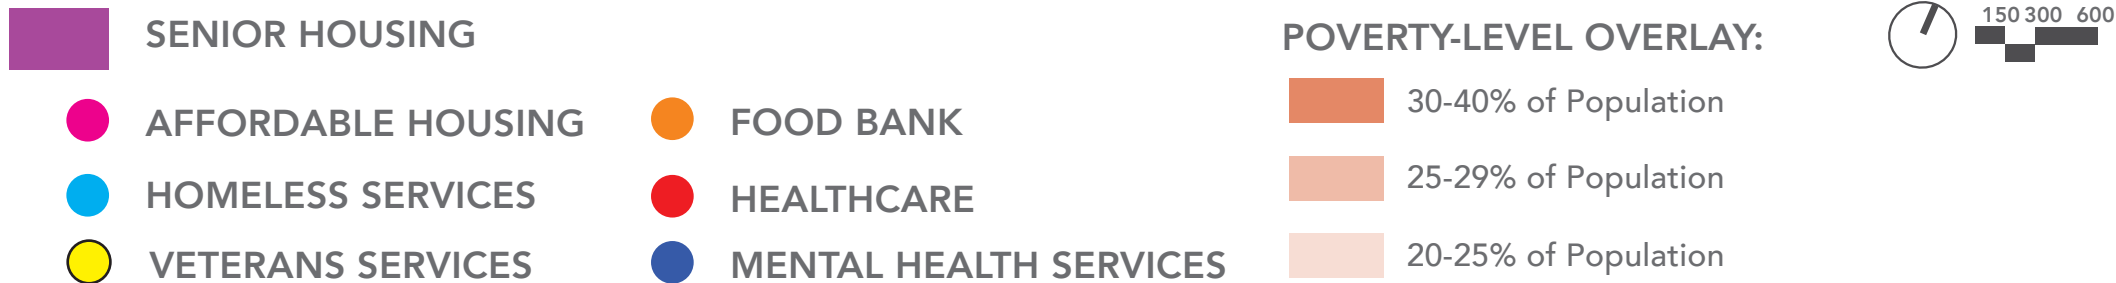 SENIOR HOUSING
AFFORDABLE HOUSING
HOMELESS SERVICES
VETERANS SERVICES
FOOD BANK
HEALTHCARE
MENTAL HEALTH SERVICES
POVERTY-LEVEL OVERLAY:
30-40% of Population
25-29% of Population
20-25% of Population
150 300 600